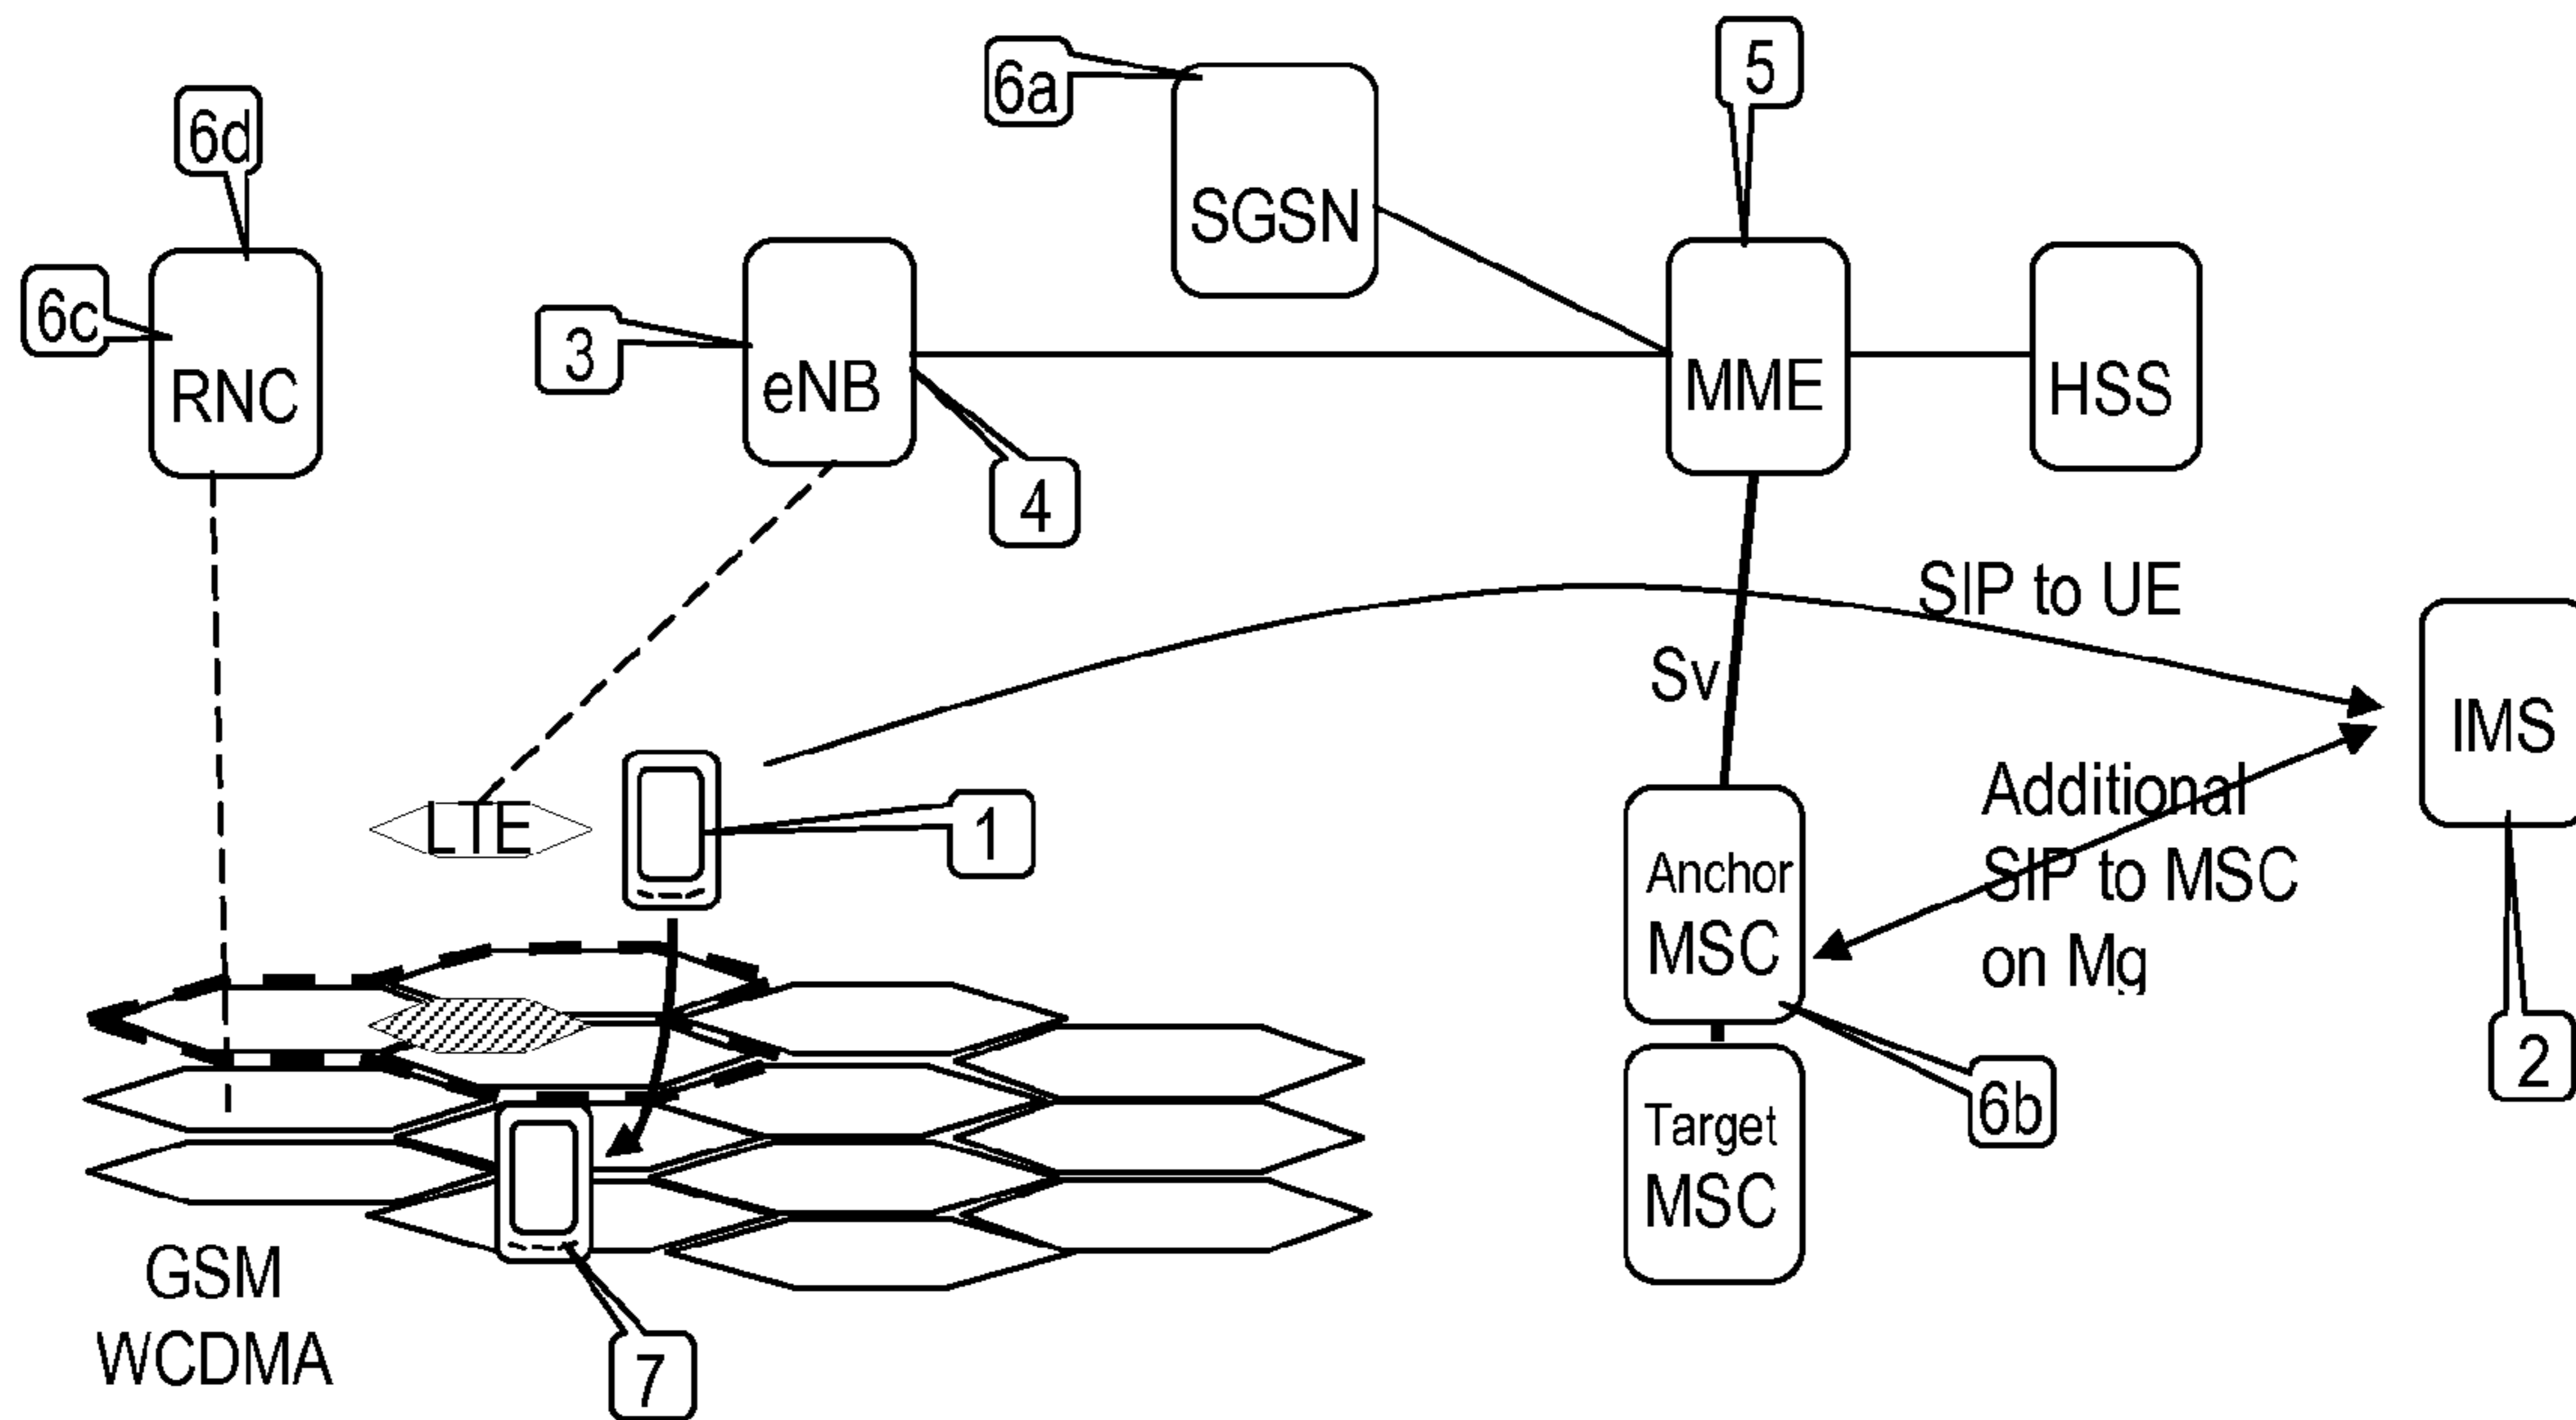 5
6a
6d
SGSN
6c
RNC
3
eNB
MME
HSS
4
SIP to UE
Sv
IMS
LTE
1
Additional
SIP to MSC
on Mg
Anchor
MSC
2
6b
Target
MSC
GSM
WCDMA
7